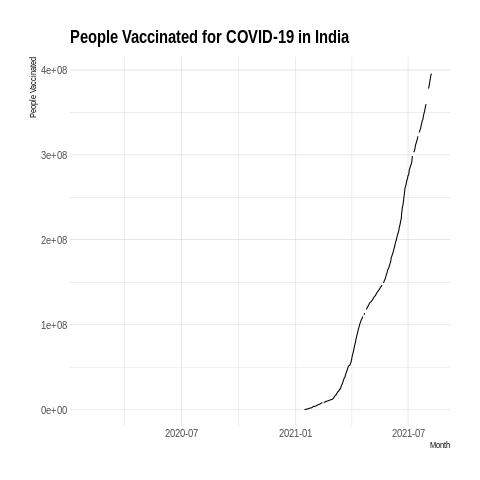 People Vaccinated for COVID-19 in India
People Vaccinated
4e+08
3e+08
2e+08
1e+08
0e+00
2020-07
2021-01
2021-07
Month